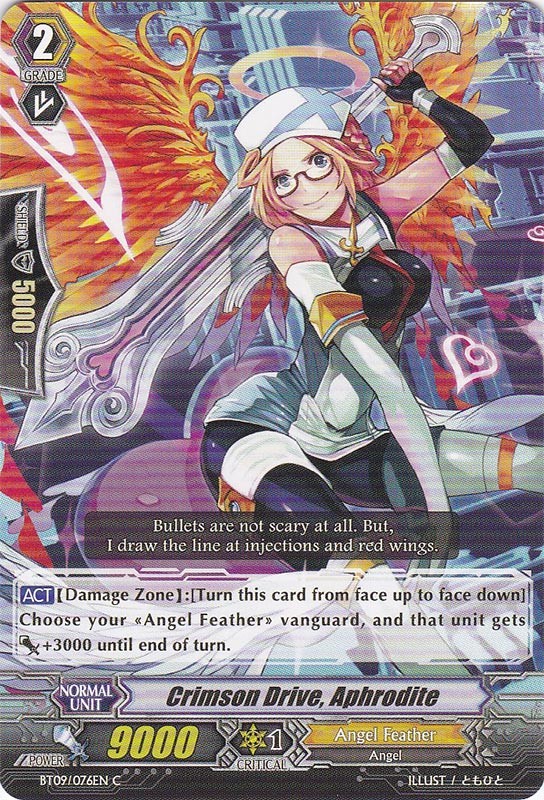 2
GRADE
SHIELD
5000
Bullets are not scary at all. But,
I draw the line at injections and red wings.
ACT【Damage Zone】:[Turn this card from face up to face down]
Choose your «Angel Feather» vanguard, and that unit gets
+3000 until end of turn.
NORMAL
UNIT
Crimson Drive, Aphrodite
POWER
9000
1
CRITICAL
Angel Feather
Angel
BT09/076EN C
ILLUST / ともひと